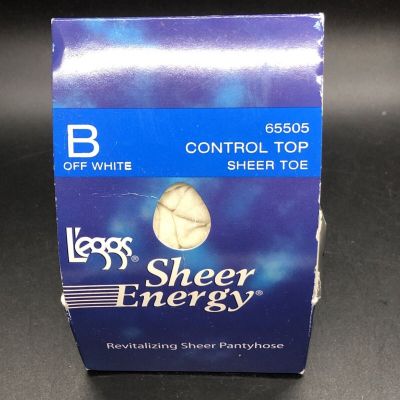 B
OFF WHITE
65505
CONTROL TOP
SHEER TOE
L'eggs®
Sheer
Energy®
Revitalizing Sheer Pantyhose